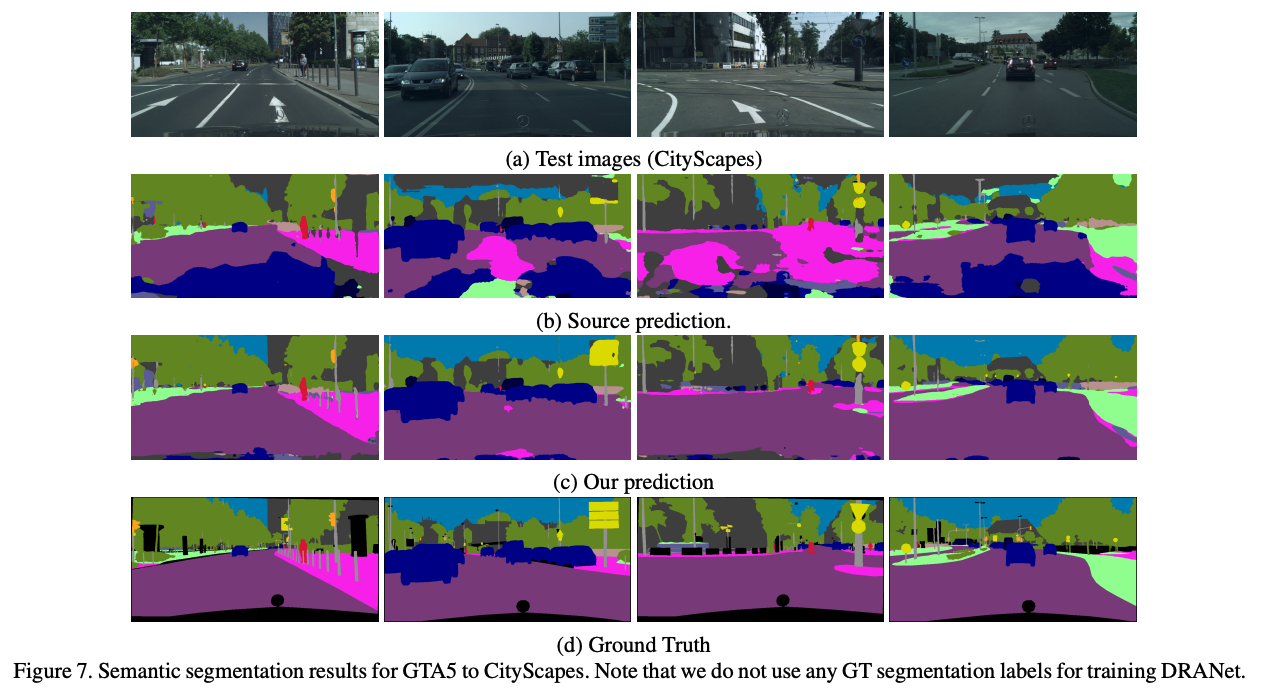 (a) Test images (CityScapes)
(b) Source prediction.
(c) Our prediction
(d) Ground Truth
Figure 7. Semantic segmentation results for GTA5 to CityScapes. Note that we do not use any GT segmentation labels for training DRANet.